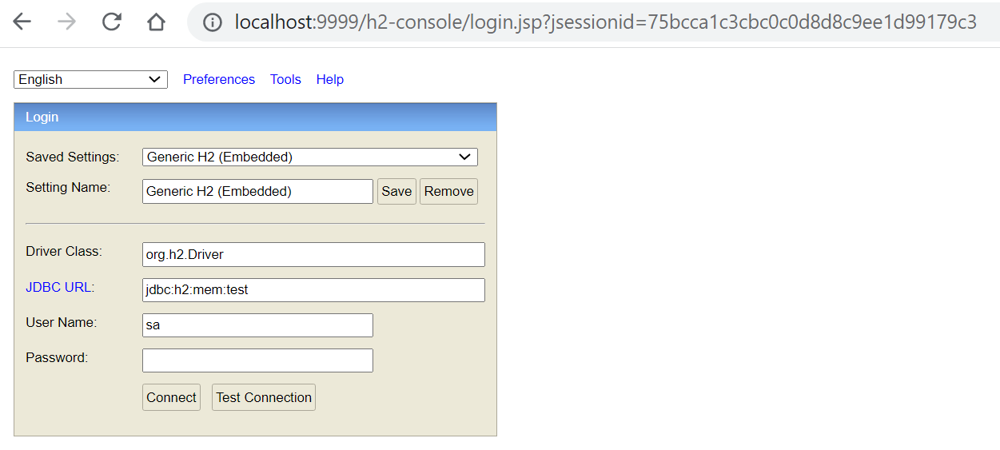 localhost:9999/h2-console/login.jsp?jsessionid=75bcca1c3cbc0c0d8d8c9ee1d99179c3
English Preferences Tools Help
Login
Saved Settings: Generic H2 (Embedded)
Setting Name: Generic H2 (Embedded) Save Remove
Driver Class: org.h2.Driver
JDBC URL: jdbc:h2:mem:test
User Name: sa
Password:
Connect Test Connection